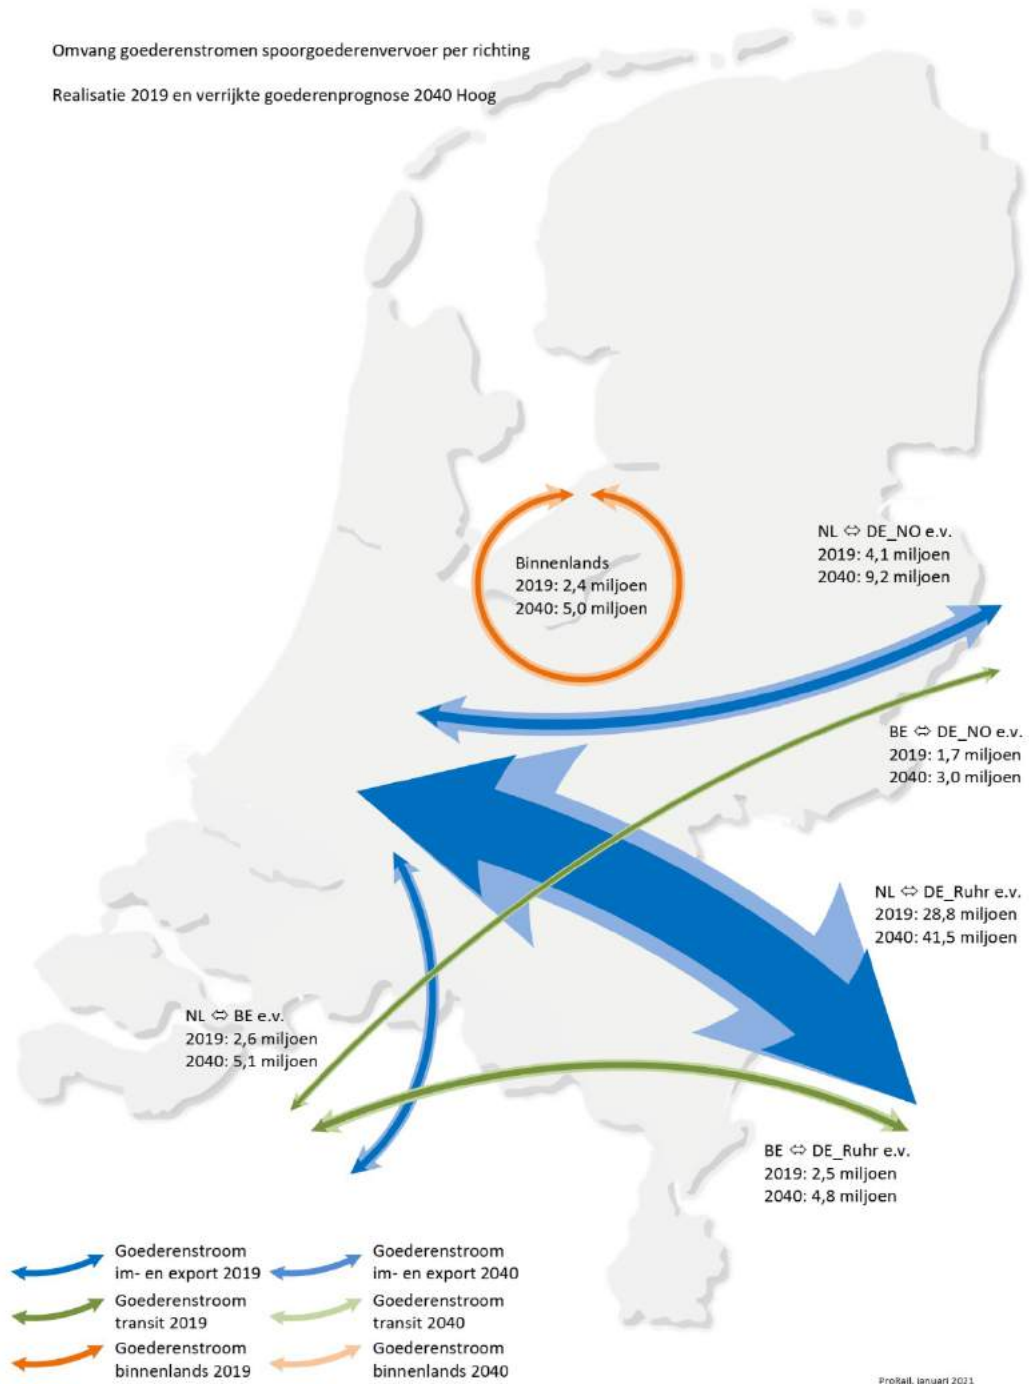 Omvang goederenstromen spoorgoederenvervoer per richting
Realisatie 2019 en verrijkte goederenprognose 2040 Hoog
NL ⇔ DE_NO e.v.
2019: 4,1 miljoen
2040: 9,2 miljoen
Binnenlands
2019: 2,4 miljoen
2040: 5,0 miljoen
BE ⇔ DE_NO e.v.
2019: 1,7 miljoen
2040: 3,0 miljoen
NL ⇔ DE_Ruhr e.v.
2019: 28,8 miljoen
2040: 41,5 miljoen
NL ⇔ BE e.v.
2019: 2,6 miljoen
2040: 5,1 miljoen
BE ⇔ DE_Ruhr e.v.
2019: 2,5 miljoen
2040: 4,8 miljoen
Goederenstroom
im- en export 2019
Goederenstroom
im- en export 2040
Goederenstroom
transit 2019
Goederenstroom
transit 2040
Goederenstroom
binnenlands 2019
Goederenstroom
binnenlands 2040
ProRail, januari 2021